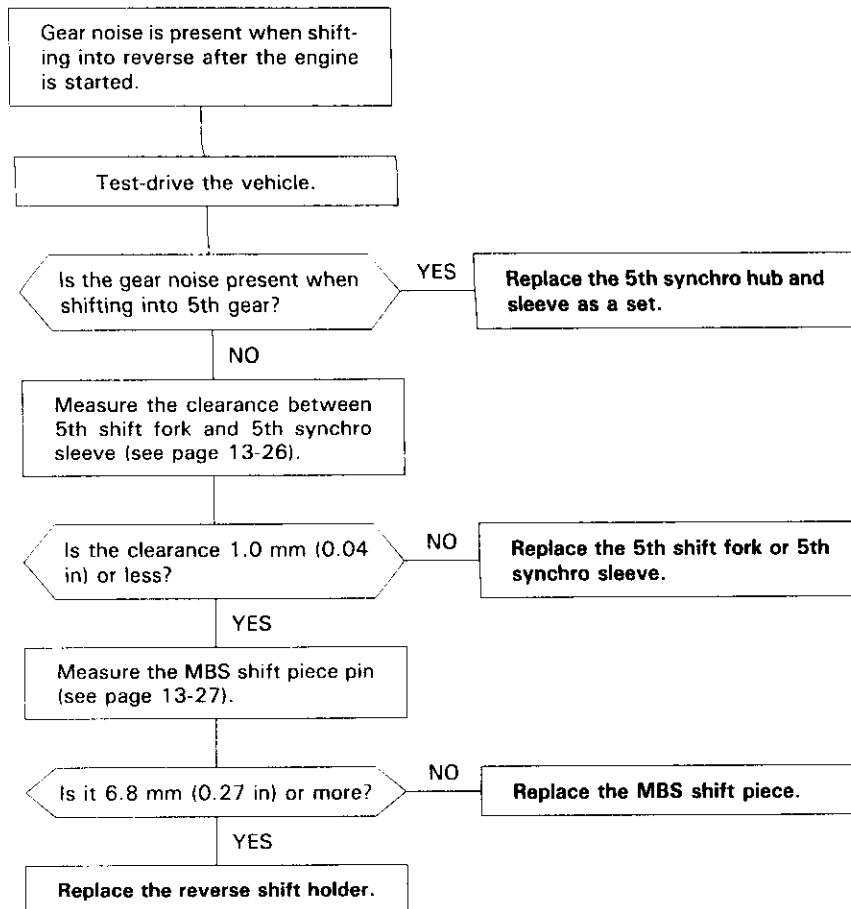 Gear noise is present when shift-
ing into reverse after the engine
is started.
Test-drive the vehicle.
Is the gear noise present when
shifting into 5th gear?
YES
Replace the 5th synchro hub and
sleeve as a set.
NO
Measure the clearance between
5th shift fork and 5th synchro
sleeve (see page 13-26).
Is the clearance 1.0 mm (0.04
in) or less?
NO
Replace the 5th shift fork or 5th
synchro sleeve.
YES
Measure the MBS shift piece pin
(see page 13-27).
Is it 6.8 mm (0.27 in) or more?
NO
Replace the MBS shift piece.
YES
Replace the reverse shift holder.